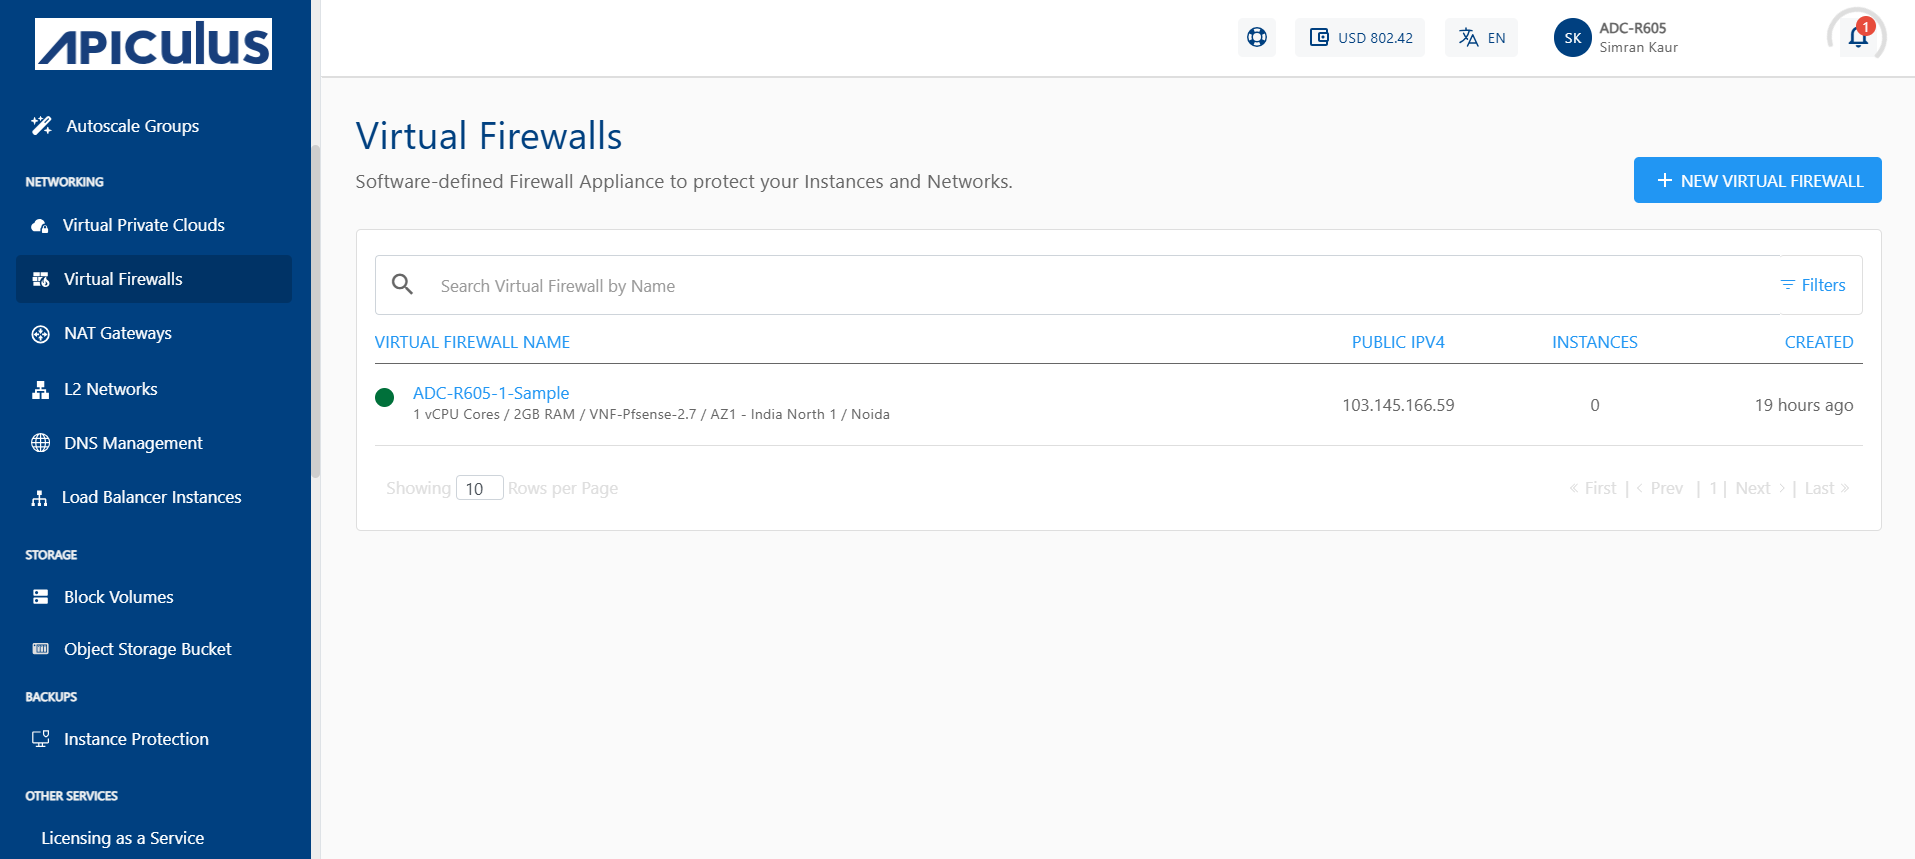 APICULUS
Autoscale Groups
NETWORKING
Virtual Private Clouds
Virtual Firewalls
NAT Gateways
L2 Networks
DNS Management
Load Balancer Instances
STORAGE
Block Volumes
Object Storage Bucket
BACKUPS
Instance Protection
OTHER SERVICES
Licensing as a Service
USD 802.42
EN
SK
ADC-R605
Simran Kaur
1
Virtual Firewalls
Software-defined Firewall Appliance to protect your Instances and Networks.
NEW VIRTUAL FIREWALL
Search Virtual Firewall by Name
Filters
VIRTUAL FIREWALL NAME PUBLIC IPV4 INSTANCES CREATED
ADC-R605-1-Sample
1 vCPU Cores / 2GB RAM / VNF-Pfsense-2.7 / AZ1 - India North 1 / Noida
103.145.166.59 0 19 hours ago
Showing 10 Rows per Page
« First | ‹ Prev | 1 | Next › | Last »